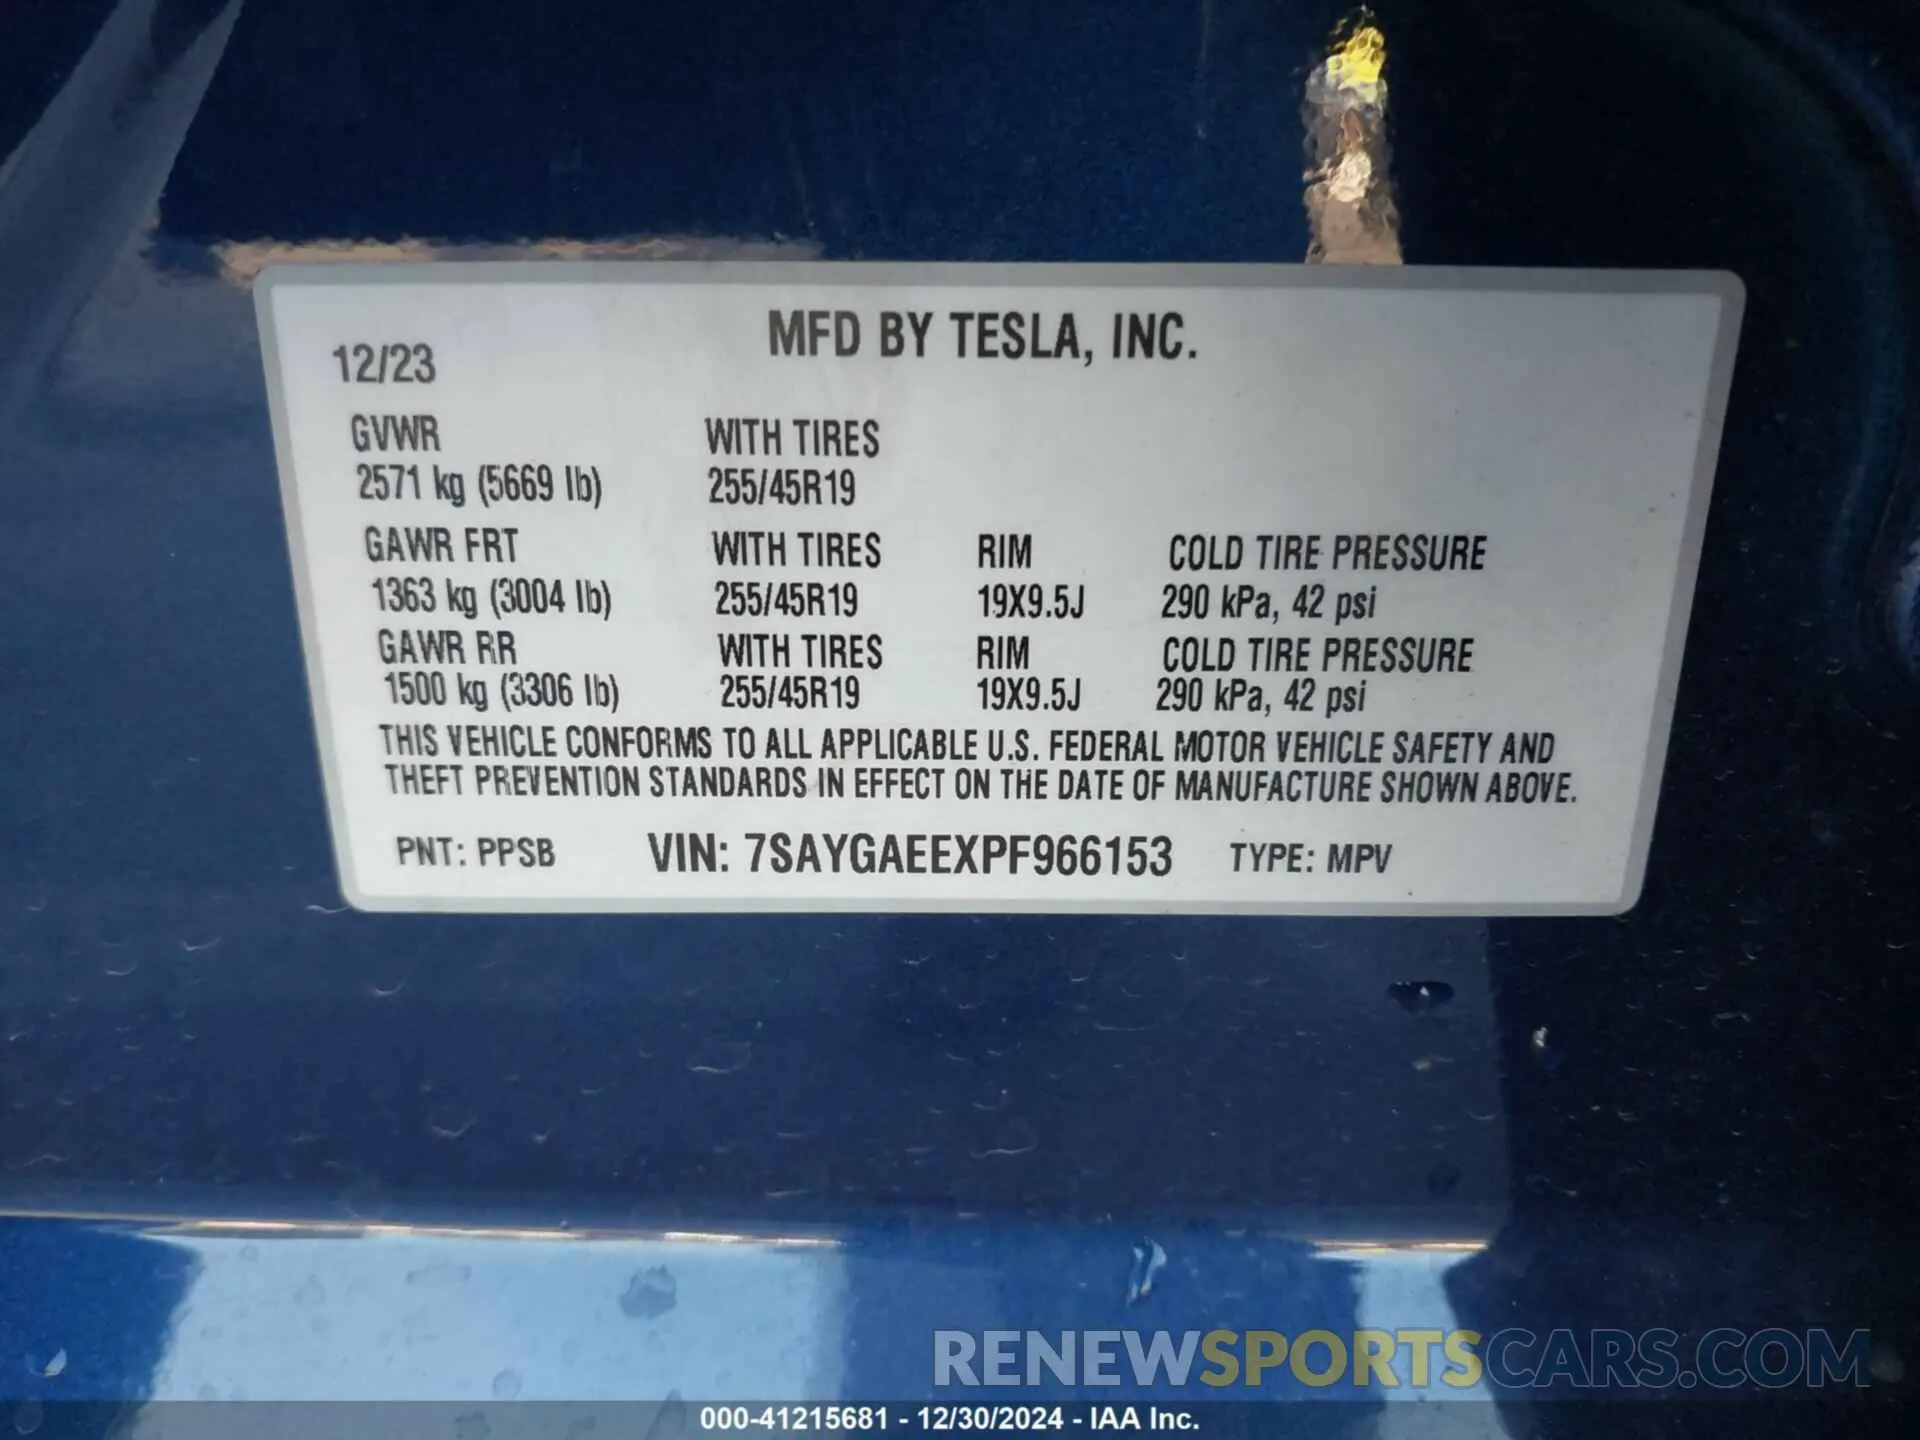 MFD BY TESLA, INC.
12/23
GVWR WITH TIRES
2571 kg (5669 lb) 255/45R19
GAWR FRT WITH TIRES RIM COLD TIRE PRESSURE
1363 kg (3004 lb) 255/45R19 19X9.5J 290 kPa, 42 psi
GAWR RR WITH TIRES RIM COLD TIRE PRESSURE
1500 kg (3306 lb) 255/45R19 19X9.5J 290 kPa, 42 psi
THIS VEHICLE CONFORMS TO ALL APPLICABLE U.S. FEDERAL MOTOR VEHICLE SAFETY AND
THEFT PREVENTION STANDARDS IN EFFECT ON THE DATE OF MANUFACTURE SHOWN ABOVE.
PNT: PPSB VIN: 7SAYGAEEXPF966153 TYPE: MPV
RENEWSPORTSCARS.COM
000-41215681 - 12/30/2024 - IAA Inc.